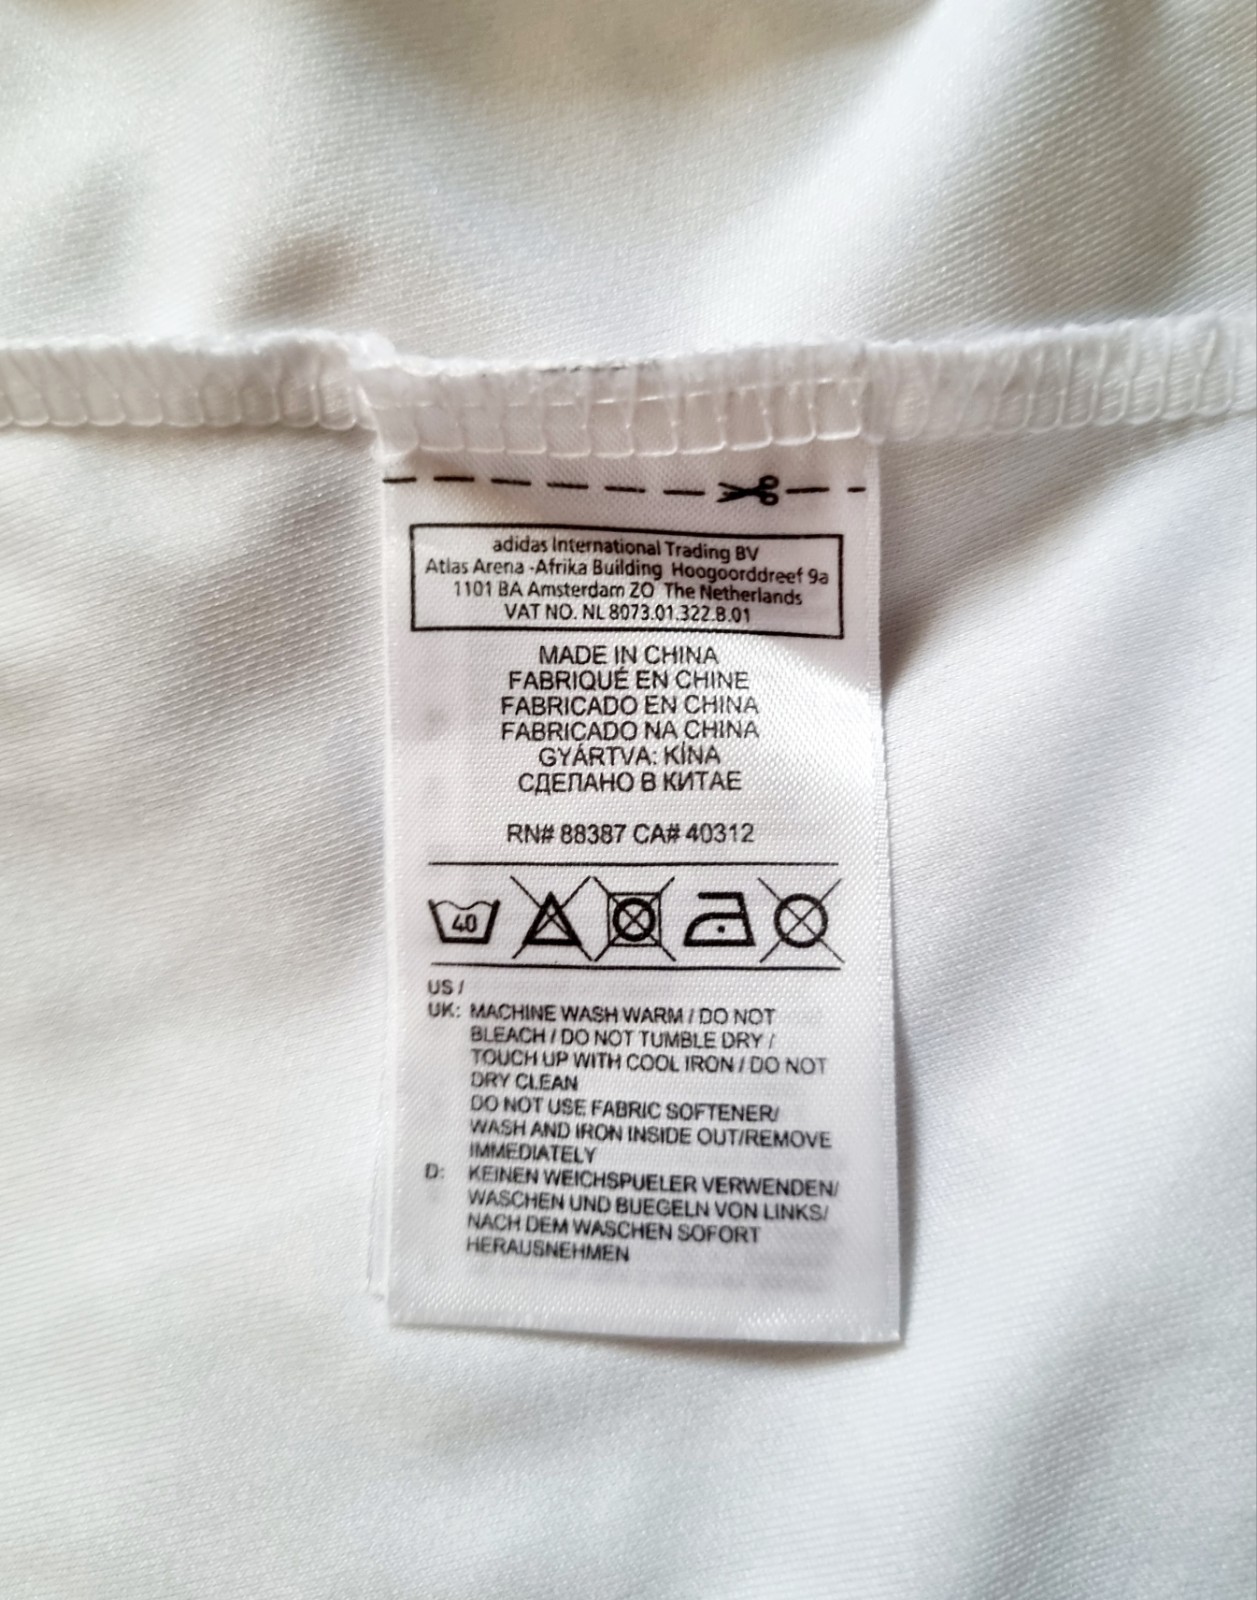 adidas International Trading BV
Atlas Arena -Afrika Building Hoogoorddreef 9a
1101 BA Amsterdam ZO The Netherlands
VAT NO. NL 8073.01.322.B.01
MADE IN CHINA
FABRIQUÉ EN CHINE
FABRICADO EN CHINA
FABRICADO NA CHINA
GYÁRTVA: KÍNA
СДЕЛАНО В КИТАЕ
RN# 88387 CA# 40312
40
US /
UK: MACHINE WASH WARM / DO NOT
BLEACH / DO NOT TUMBLE DRY /
TOUCH UP WITH COOL IRON / DO NOT
DRY CLEAN
DO NOT USE FABRIC SOFTENER/
WASH AND IRON INSIDE OUT/REMOVE
IMMEDIATELY
D: KEINEN WEICHSPUELER VERWENDEN/
WASCHEN UND BUEGELN VON LINKS/
NACH DEM WASCHEN SOFORT
HERAUSNEHMEN